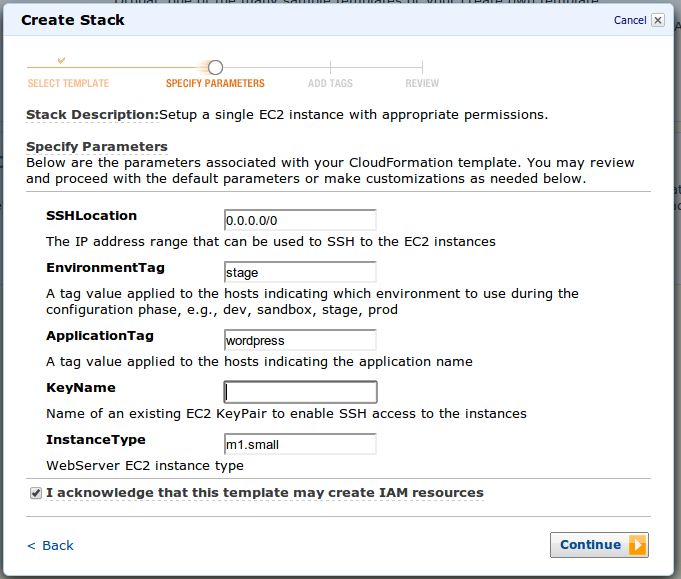 Create Stack
Cancel
SELECT TEMPLATE
SPECIFY PARAMETERS
ADD TAGS
REVIEW
Stack Description:Setup a single EC2 instance with appropriate permissions.
Specify Parameters
Below are the parameters associated with your CloudFormation template. You may review
and proceed with the default parameters or make customizations as needed below.
SSHLocation
0.0.0.0/0
The IP address range that can be used to SSH to the EC2 instances
EnvironmentTag
stage
A tag value applied to the hosts indicating which environment to use during the
configuration phase, e.g., dev, sandbox, stage, prod
ApplicationTag
wordpress
A tag value applied to the hosts indicating the application name
KeyName
Name of an existing EC2 KeyPair to enable SSH access to the instances
InstanceType
m1.small
WebServer EC2 instance type
I acknowledge that this template may create IAM resources
< Back
Continue